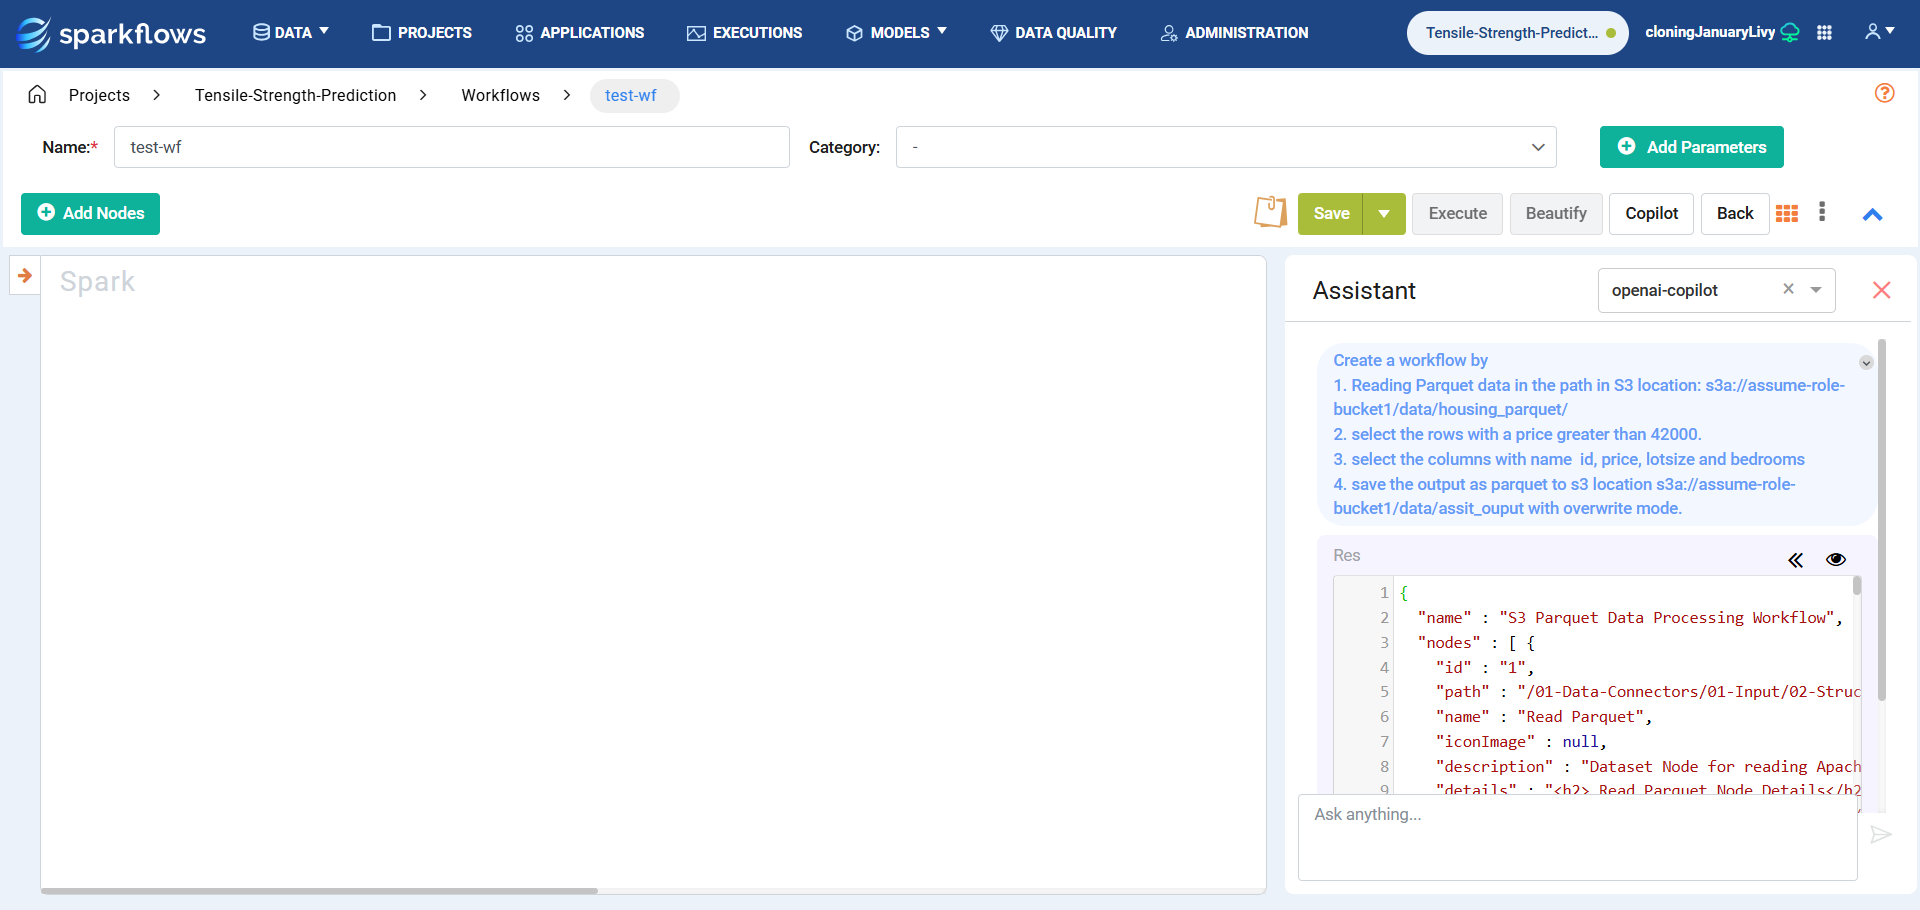 sparkflows
DATA
PROJECTS
APPLICATIONS
EXECUTIONS
MODELS
DATA QUALITY
ADMINISTRATION
Tensile-Strength-Predict...
cloningJanuaryLivy
Projects
Tensile-Strength-Prediction
Workflows
test-wf
Name:*
test-wf
Category:
-
Add Parameters
Add Nodes
Save
Execute
Beautify
Copilot
Back
Spark
Assistant
openai-copilot
Create a workflow by
1. Reading Parquet data in the path in S3 location: s3a://assume-role-
bucket1/data/housing_parquet/
2. select the rows with a price greater than 42000.
3. select the columns with name id, price, lotsize and bedrooms
4. save the output as parquet to s3 location s3a://assume-role-
bucket1/data/assit_ouput with overwrite mode.
Res
1 {
2 "name" : "S3 Parquet Data Processing Workflow",
3 "nodes" : [ {
4 "id" : "1",
5 "path" : "/01-Data-Connectors/01-Input/02-Struc
6 "name" : "Read Parquet",
7 "iconImage" : null,
8 "description" : "Dataset Node for reading Apach
9 "details" : "<h2> Read Parquet Node Details</h2
Ask anything...